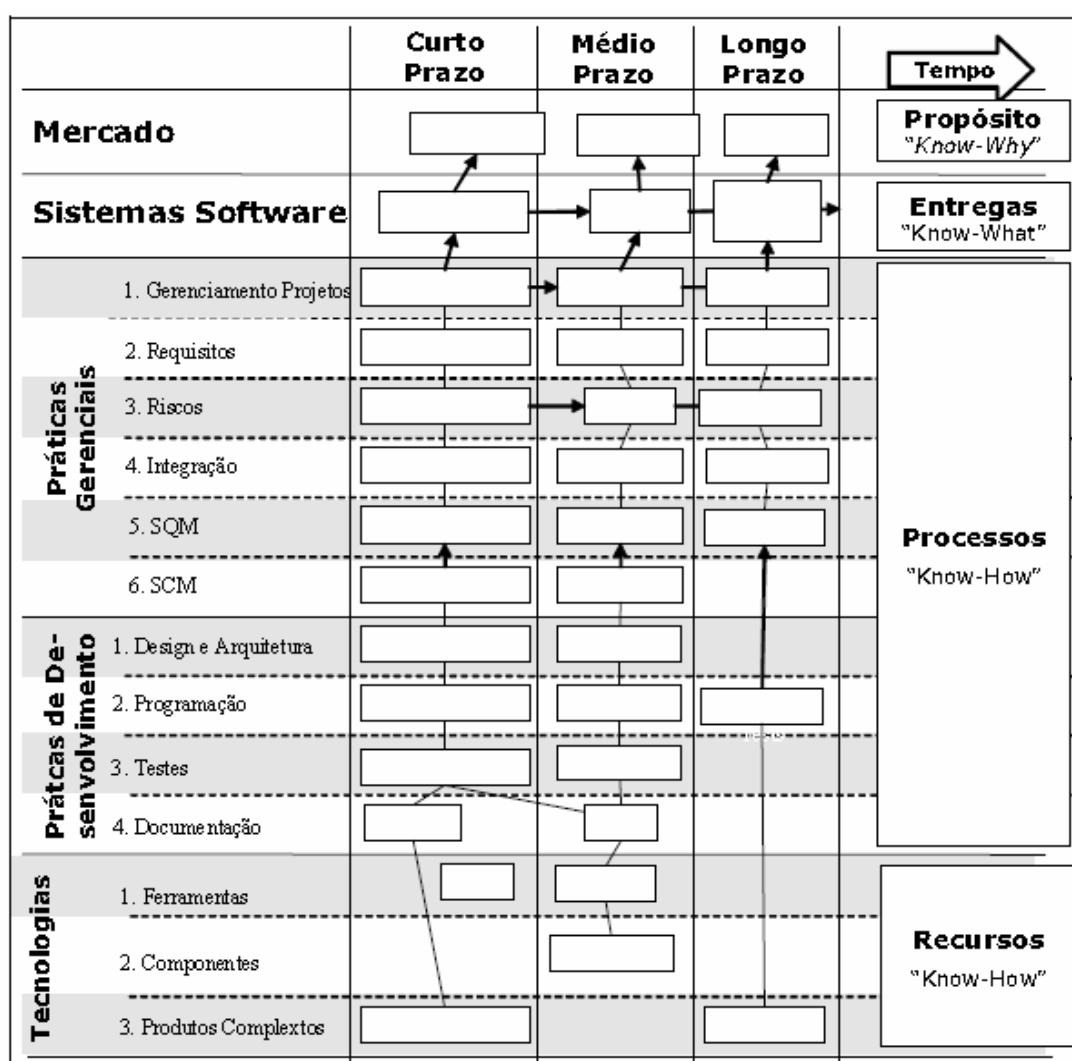 Curto
Prazo
Médio
Prazo
Longo
Prazo
Tempo
Mercado
Propósito
"Know-Why"
Sistemas Software
Entregas
"Know-What"
Práticas
Gerenciais
1. Gerenciamento Projetos
2. Requisitos
3. Riscos
4. Integração
5. SQM
6. SCM
Processos
"Know-How"
Prátcas de De-
senvolvimento
1. Design e Arquitetura
2. Programação
3. Testes
4. Documentação
Tecnologias
1. Ferramentas
2. Componentes
3. Produtos Complextos
Recursos
"Know-How"